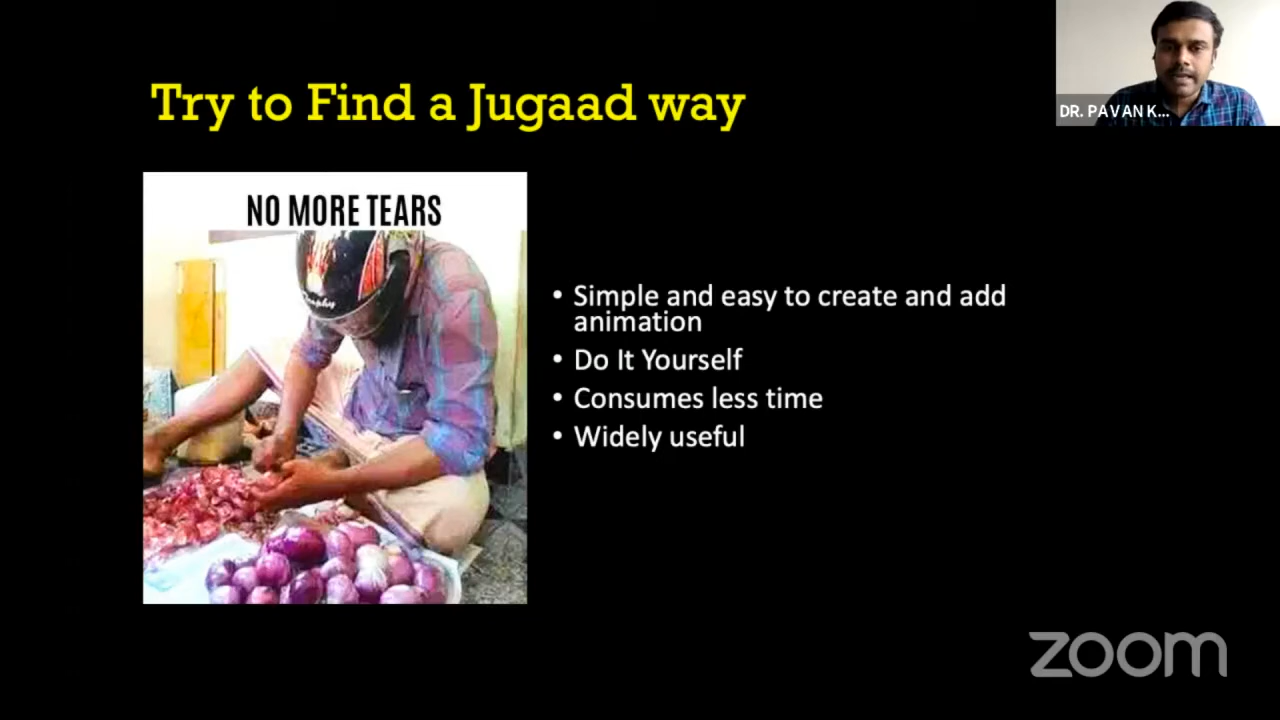 Try to Find a Jugaad way
DR. PAVAN K...
NO MORE TEARS
• Simple and easy to create and add
animation
• Do It Yourself
• Consumes less time
• Widely useful
zoom